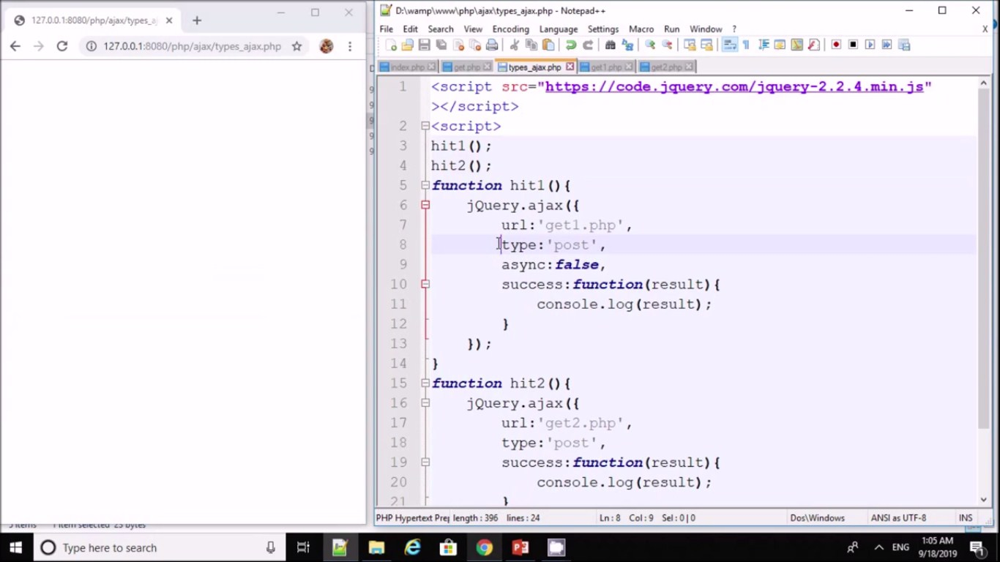 127.0.0.1:8080/php/ajax/types_aj
127.0.0.1:8080/php/ajax/types_ajax.php
D:\wamp\www\php\ajax\types_ajax.php - Notepad++
File Edit Search View Encoding Language Settings Macro Run Window ? X
index.php get.php types_ajax.php get1.php get2.php
1 <script src="https://code.jquery.com/jquery-2.2.4.min.js"
></script>
2 <script>
3 hit1();
4 hit2();
5 function hit1(){
6 jQuery.ajax({
7 url:'get1.php',
8 type:'post',
9 async:false,
10 success:function(result){
11 console.log(result);
12 }
13 });
14 }
15 function hit2(){
16 jQuery.ajax({
17 url:'get2.php',
18 type:'post',
19 success:function(result){
20 console.log(result);
21 }
PHP Hypertext Prep length : 396 lines : 24 Ln : 8 Col : 9 Sel : 0 | 0 Dos\Windows ANSI as UTF-8 INS
1 item selected 23 bytes
Type here to search
ENG
1:05 AM
9/18/2019